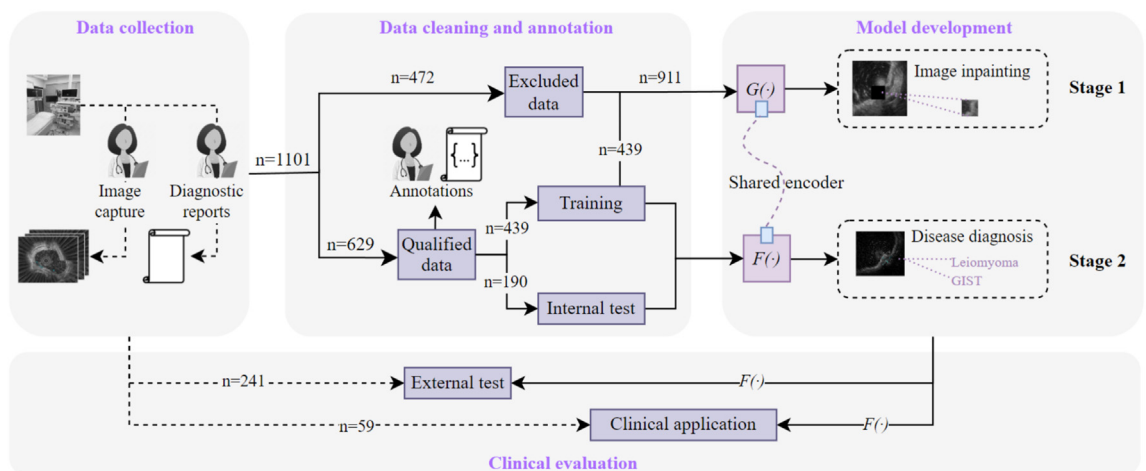 Data collection
Image
capture
Diagnostic
reports
n=1101
Data cleaning and annotation
n=472
Excluded
data
n=911
n=439
{...}
Annotations
n=629
Qualified
data
n=439
Training
n=190
Internal test
Model development
G(·)
Image inpainting
Stage 1
Shared encoder
F(·)
Disease diagnosis
Leiomyoma
GIST
Stage 2
n=241
External test
F(·)
n=59
Clinical application
F(·)
Clinical evaluation